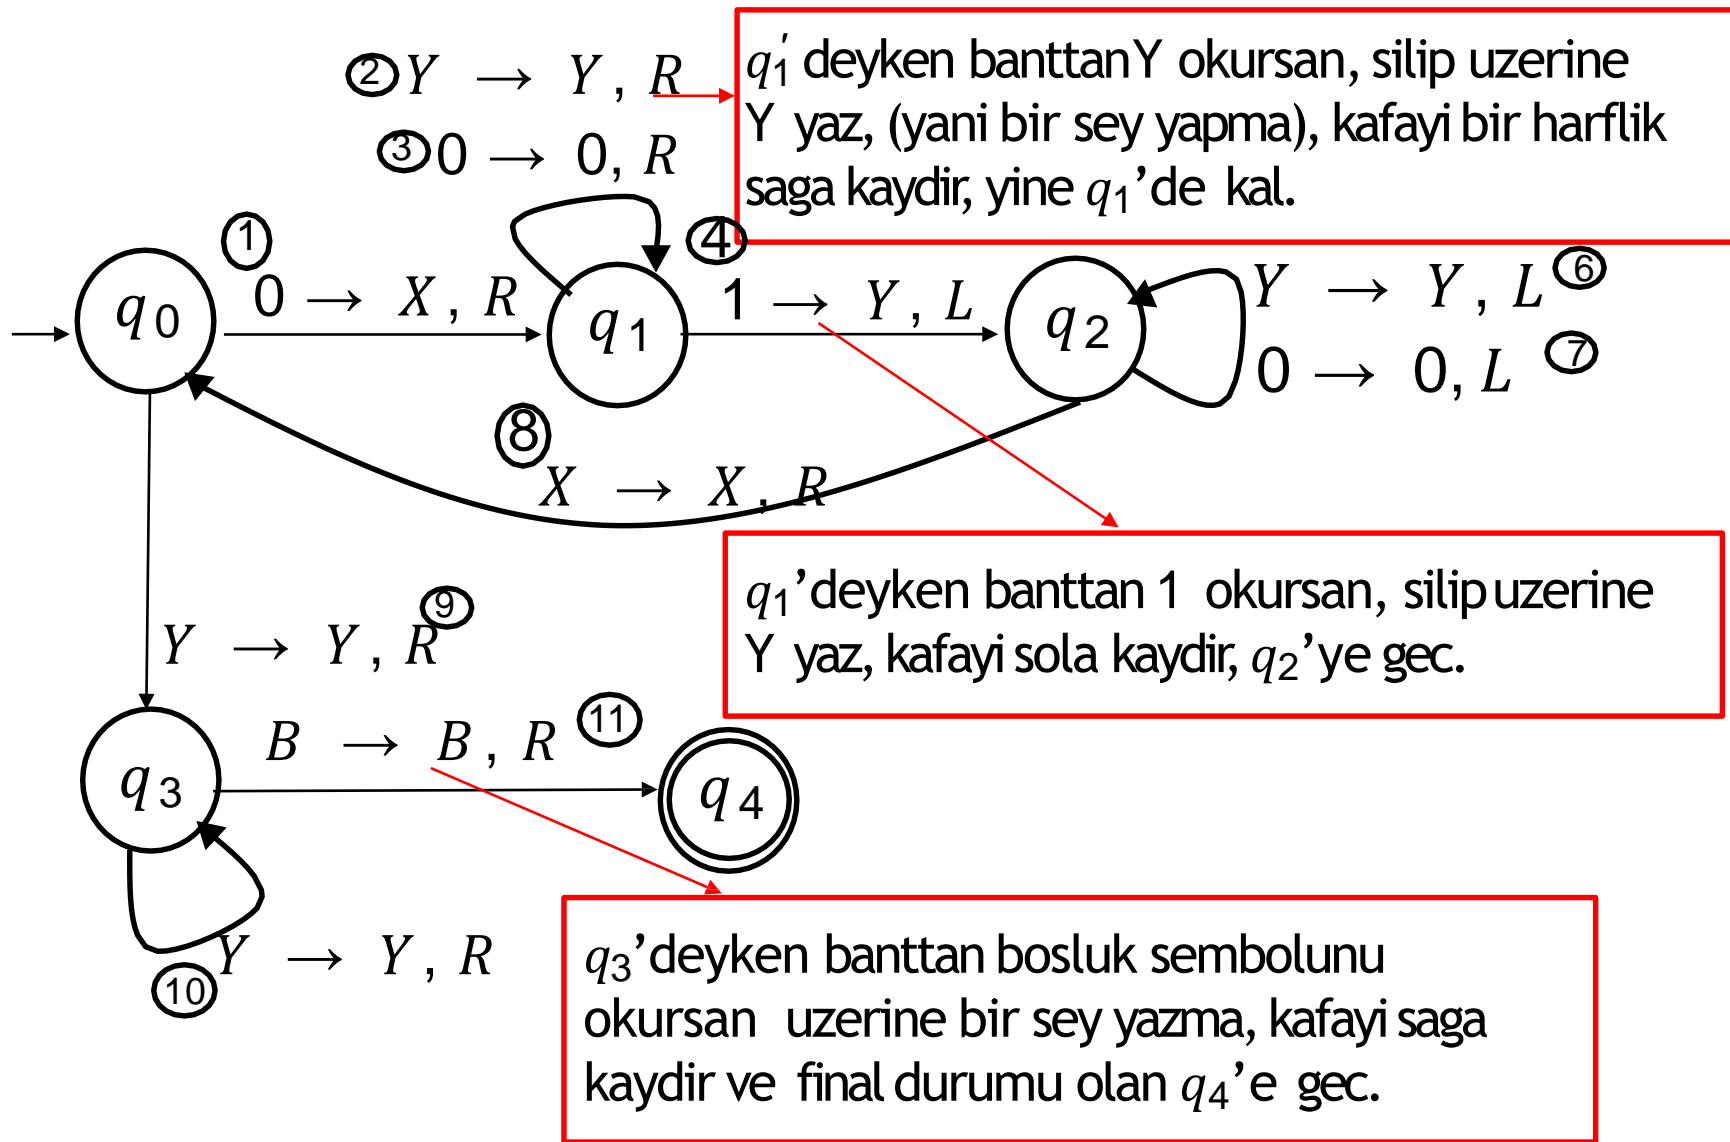 ② Y → Y , R
③ 0 → 0, R
q₁′ deyken banttan Y okursan, silip uzerine
Y yaz, (yani bir sey yapma), kafayi bir harflik
saga kaydir, yine q₁’de kal.
①
0 → X , R
④
1 → Y , L
Y → Y , L ⑥
0 → 0, L ⑦
q₀
q₁
q₂
⑧
X → X , R
q₁’deyken banttan 1 okursan, silip uzerine
Y yaz, kafayi sola kaydir, q₂’ye gec.
Y → Y , R ⑨
B → B , R ⑪
q₃
q₄
Y → Y , R
⑩
q₃’deyken banttan bosluk sembolunu
okursan uzerine bir sey yazma, kafayi saga
kaydir ve final durumu olan q₄’e gec.